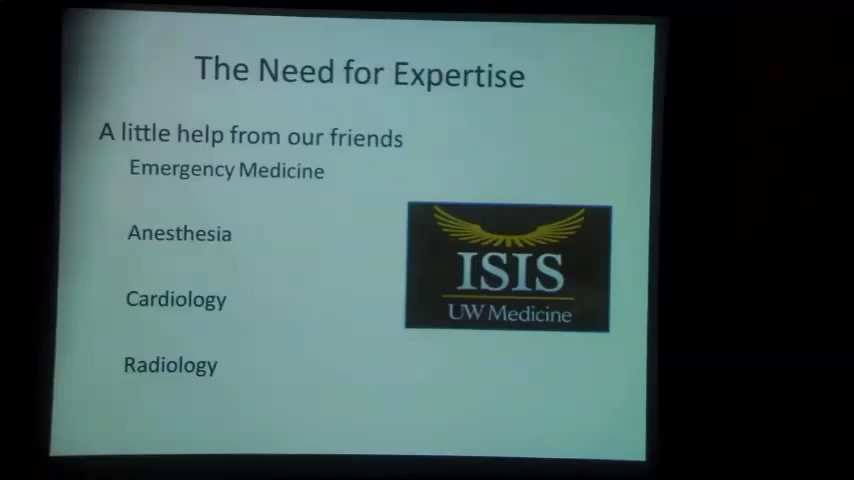 The Need for Expertise
A little help from our friends
Emergency Medicine
Anesthesia
Cardiology
Radiology
ISIS
UW Medicine